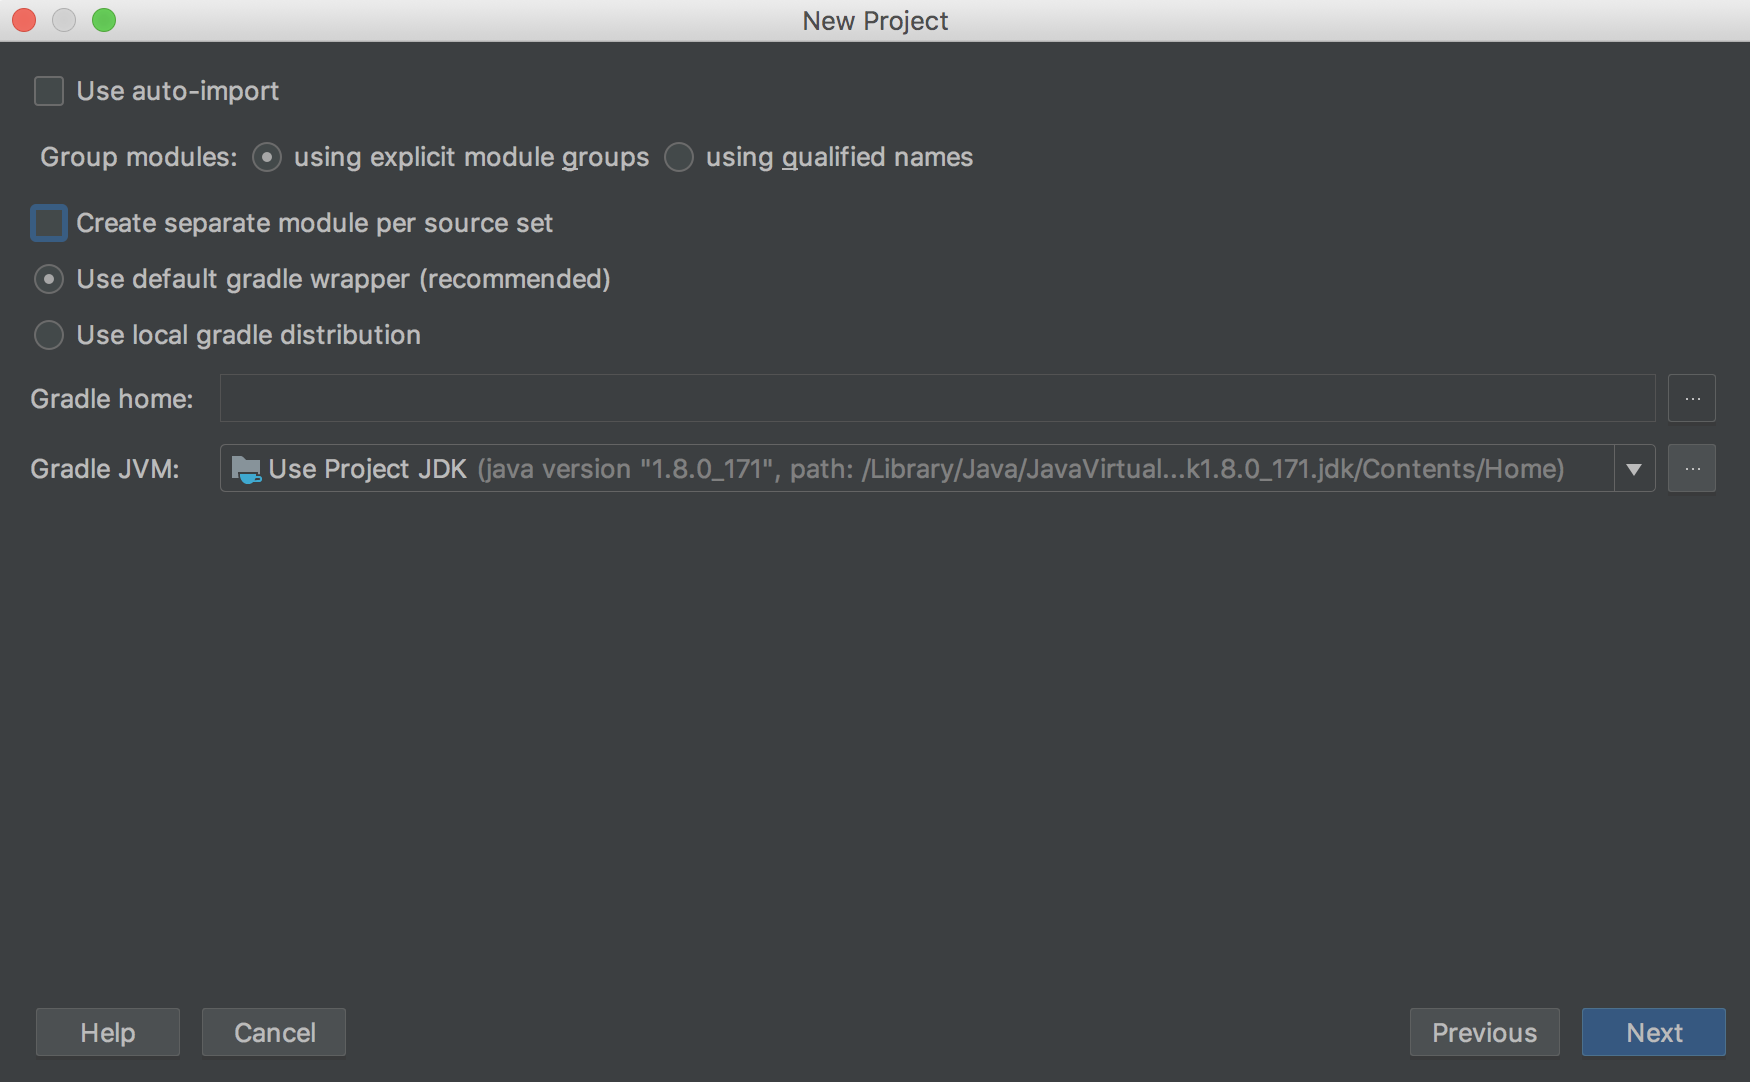 New Project
Use auto-import
Group modules: using explicit module groups using qualified names
Create separate module per source set
Use default gradle wrapper (recommended)
Use local gradle distribution
Gradle home: ...
Gradle JVM: Use Project JDK (java version "1.8.0_171", path: /Library/Java/JavaVirtual...k1.8.0_171.jdk/Contents/Home) ...
Help Cancel Previous Next